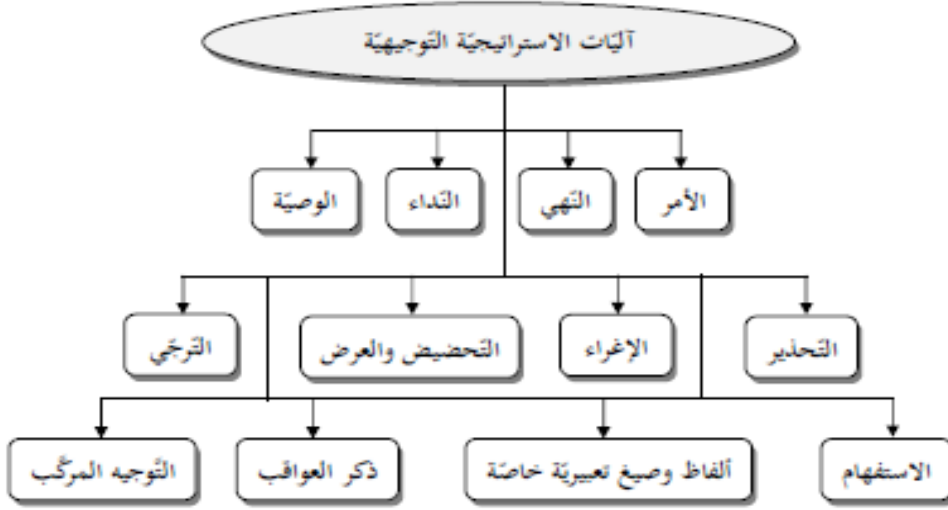 آليّات الاستراتيجيّة التّوجيهيّة
الأمر
النّهي
النّداء
الوصيّة
التّحذير
الإغراء
التّحضيض والعرض
التّرجّي
الاستفهام
ألفاظ وصيغ تعبيريّة خاصّة
ذكر العواقب
التّوجيه المركّب